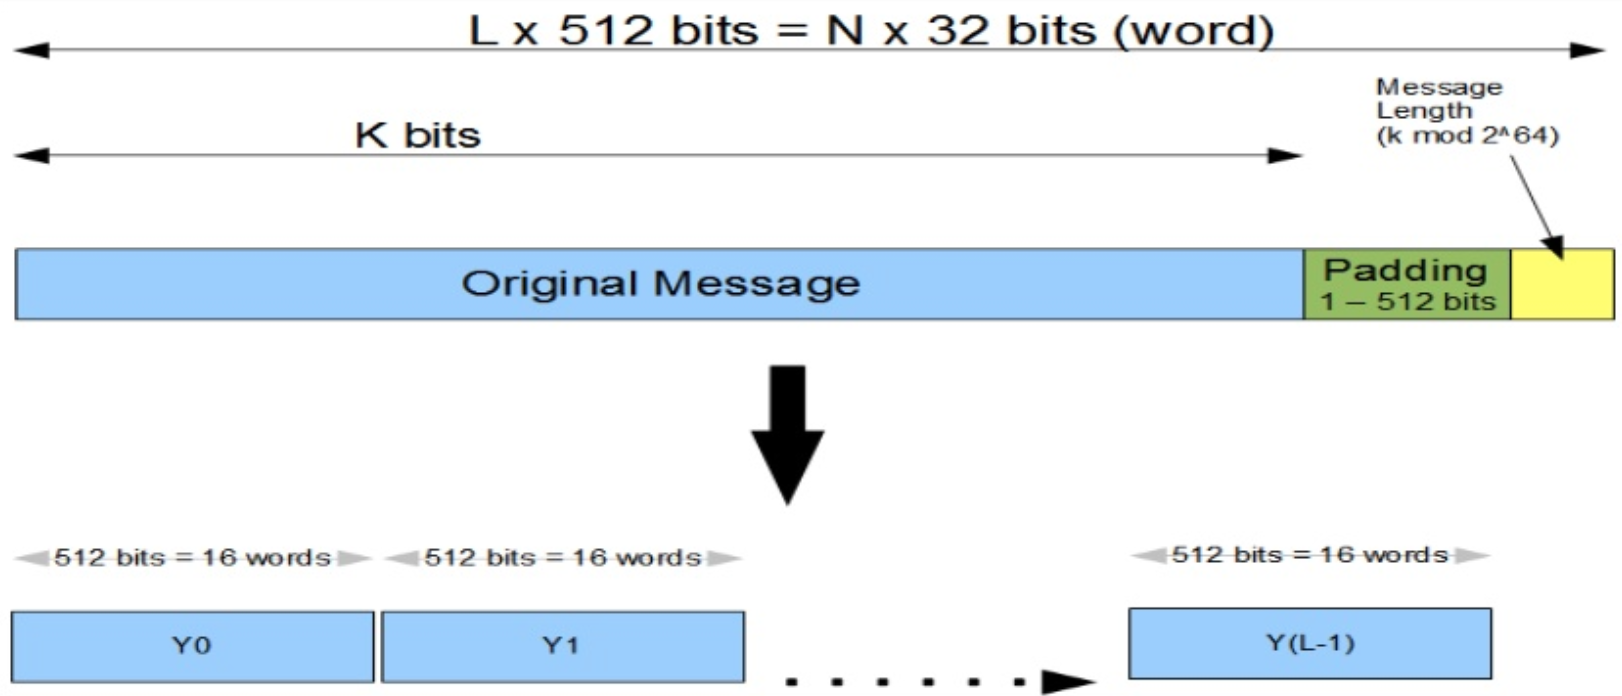 L x 512 bits = N x 32 bits (word)
K bits
Message
Length
(k mod 2^64)
Original Message
Padding
1 – 512 bits
512 bits = 16 words
512 bits = 16 words
512 bits = 16 words
Y0
Y1
Y(L-1)